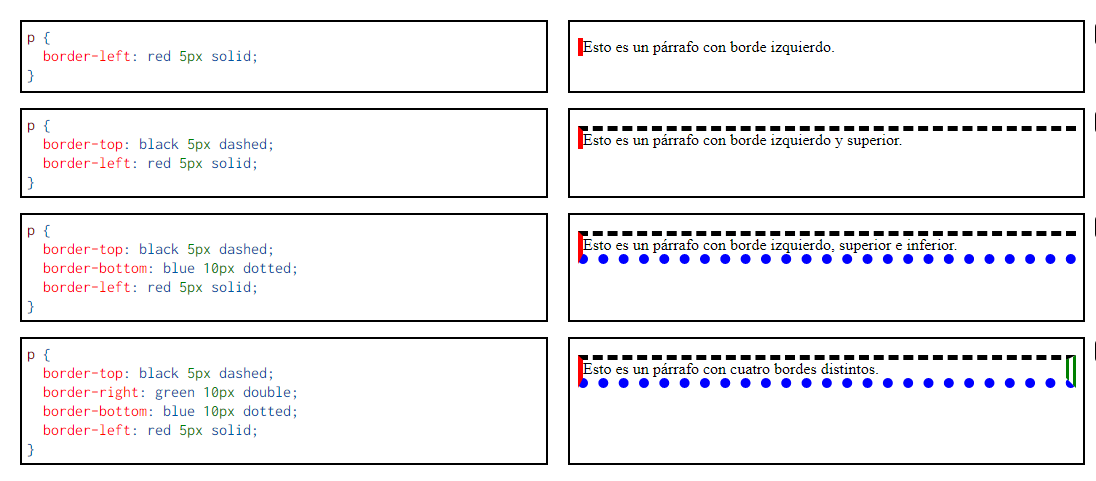 p {
  border-left: red 5px solid;
}
Esto es un párrafo con borde izquierdo.
p {
  border-top: black 5px dashed;
  border-left: red 5px solid;
}
Esto es un párrafo con borde izquierdo y superior.
p {
  border-top: black 5px dashed;
  border-bottom: blue 10px dotted;
  border-left: red 5px solid;
}
Esto es un párrafo con borde izquierdo, superior e inferior.
p {
  border-top: black 5px dashed;
  border-right: green 10px double;
  border-bottom: blue 10px dotted;
  border-left: red 5px solid;
}
Esto es un párrafo con cuatro bordes distintos.